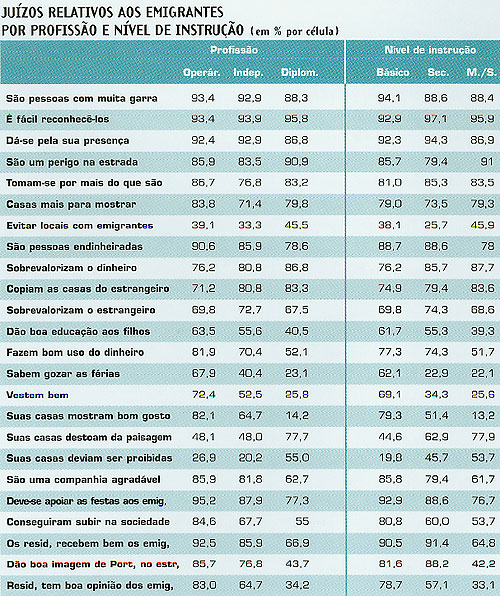 JUÍZOS RELATIVOS AOS EMIGRANTES
POR PROFISSÃO E NÍVEL DE INSTRUÇÃO (em % por célula)
Profissão Nível de instrução
Operár. Indep. Diplom. Básico Sec. M./S.
São pessoas com muita garra 93,4 92,9 88,3 94,1 88,6 88,4
É fácil reconhecê-los 93,4 93,9 95,8 92,9 97,1 95,9
Dá-se pela sua presença 92,4 92,9 86,8 92,3 94,3 86,9
São um perigo na estrada 85,9 83,5 90,9 85,7 79,4 91
Tomam-se por mais do que são 86,7 76,8 83,2 81,0 85,3 83,5
Casas mais para mostrar 83,8 71,4 79,8 79,0 73,5 79,3
Evitar locais com emigrantes 39,1 33,3 45,5 38,1 25,7 45,9
São pessoas endinheiradas 90,6 85,9 78,6 88,7 88,6 78
Sobrevalorizam o dinheiro 76,2 80,8 86,8 76,2 85,7 87,7
Copiam as casas do estrangeiro 71,2 80,8 83,3 74,9 79,4 83,6
Sobrevalorizam o estrangeiro 69,8 72,7 67,5 69,8 74,3 68,6
Dão boa educação aos filhos 63,5 55,6 40,5 61,7 55,3 39,3
Fazem bom uso do dinheiro 81,9 70,4 52,1 77,3 74,3 51,7
Sabem gozar as férias 67,9 40,4 23,1 62,1 22,9 22,1
Vestem bem 72,4 52,5 25,8 69,1 34,3 25,6
Suas casas mostram bom gosto 82,1 64,7 14,2 79,3 51,4 13,2
Suas casas destoam da paisagem 48,1 48,0 77,7 44,6 62,9 77,9
Suas casas deviam ser proibidas 26,9 20,2 55,0 19,8 45,7 53,7
São uma companhia agradável 85,9 81,8 62,7 85,8 79,4 61,7
Deve-se apoiar as festas aos emig, 95,2 87,9 77,3 92,9 88,6 76,7
Conseguiram subir na sociedade 84,6 67,7 55 80,8 60,0 53,7
Os resid, recebem bem os emig, 92,5 85,9 66,9 90,5 91,4 64,8
Dão boa imagem de Port, no estr, 85,7 76,8 43,7 81,6 88,2 42,2
Resid, tem boa opinião dos emig, 83,0 64,7 34,2 78,7 57,1 33,1